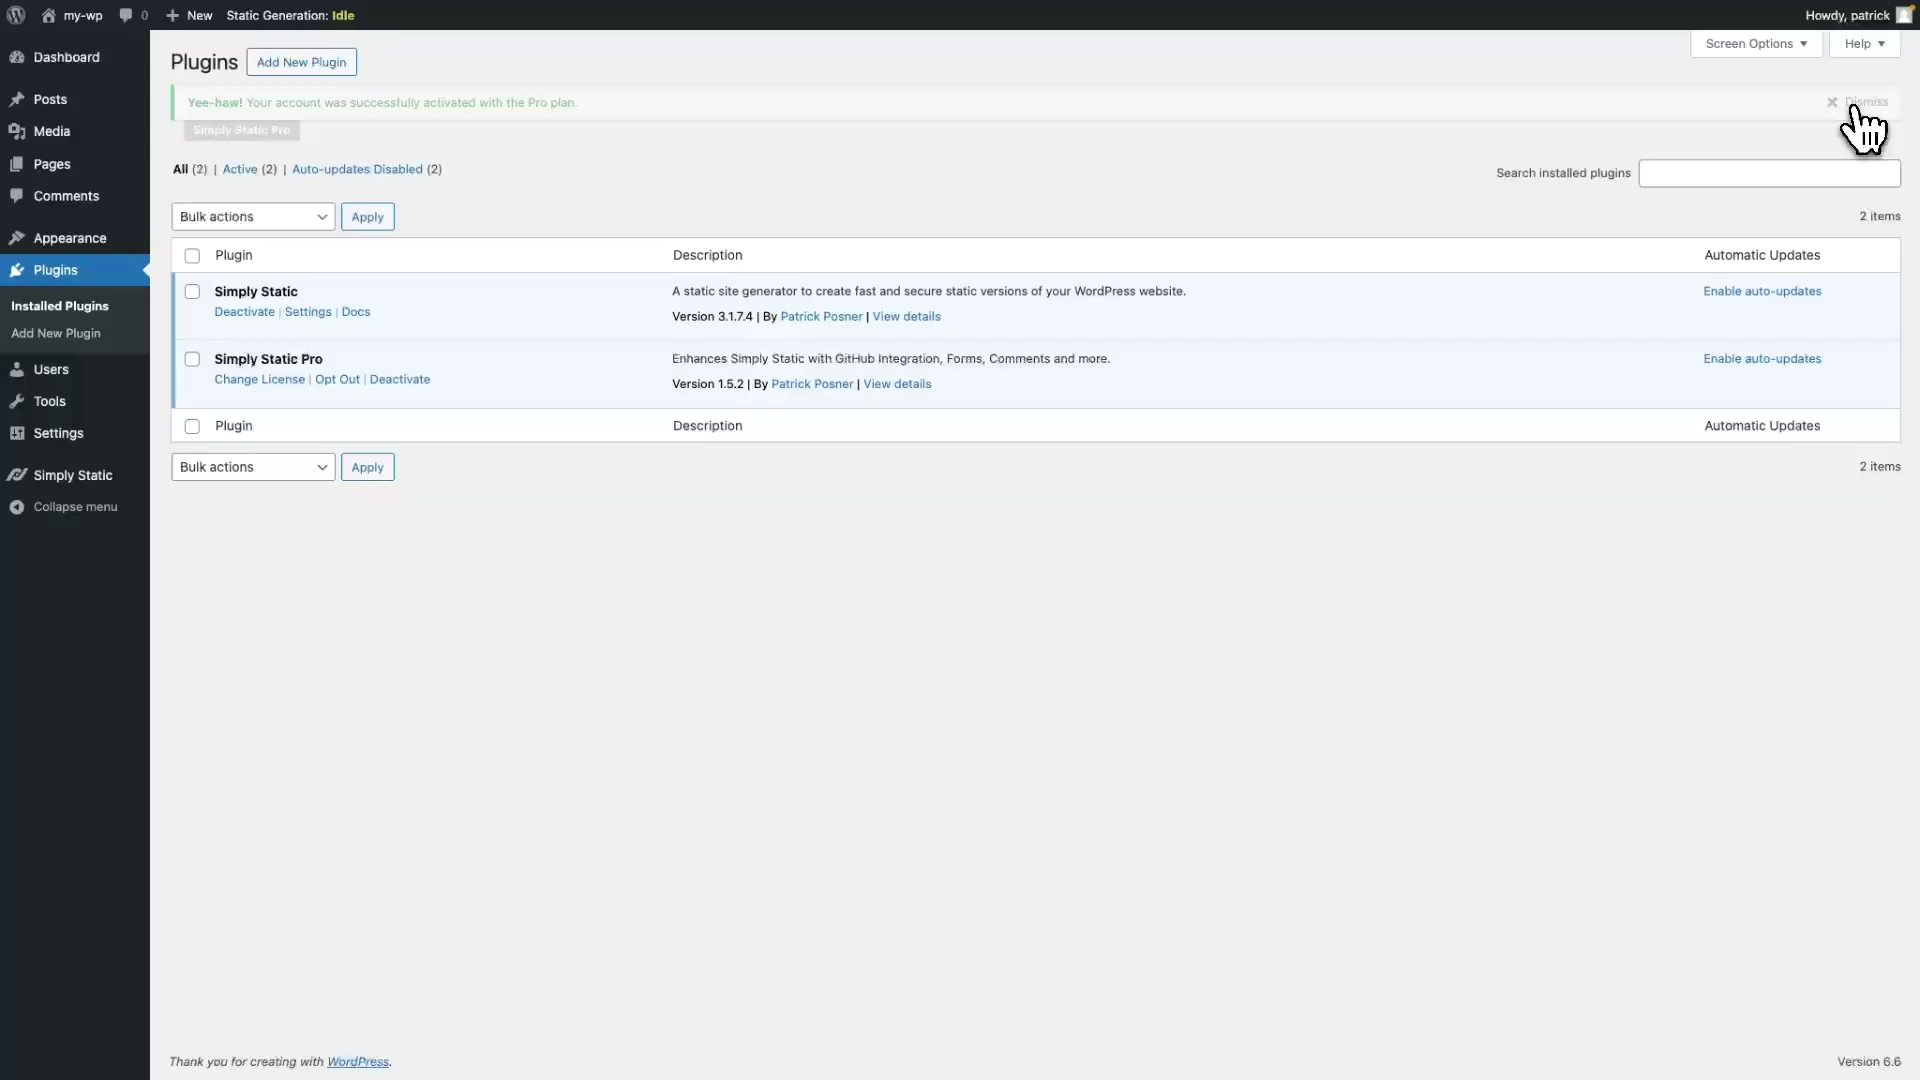 my-wp 0 New Static Generation: Idle Howdy, patrick
Screen Options Help
Dashboard
Posts
Media
Pages
Comments
Appearance
Plugins
Installed Plugins
Add New Plugin
Users
Tools
Settings
Simply Static
Collapse menu
Plugins Add New Plugin
Yee-haw! Your account was successfully activated with the Pro plan. Dismiss
Simply Static Pro
All (2) | Active (2) | Auto-updates Disabled (2)
Search installed plugins
Bulk actions Apply 2 items
Plugin Description Automatic Updates
Simply Static A static site generator to create fast and secure static versions of your WordPress website. Enable auto-updates
Deactivate | Settings | Docs Version 3.1.7.4 | By Patrick Posner | View details
Simply Static Pro Enhances Simply Static with GitHub Integration, Forms, Comments and more. Enable auto-updates
Change License | Opt Out | Deactivate Version 1.5.2 | By Patrick Posner | View details
Plugin Description Automatic Updates
Bulk actions Apply 2 items
Thank you for creating with WordPress. Version 6.6